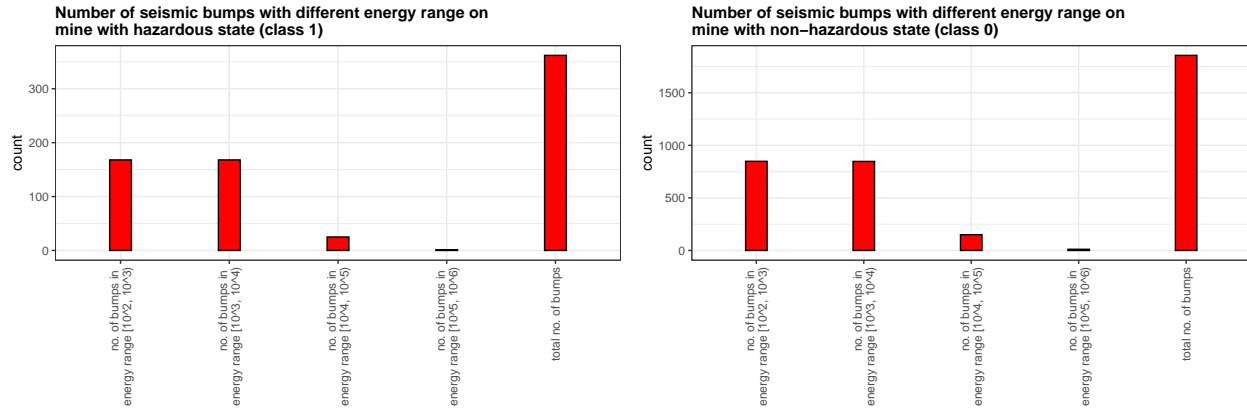 Number of seismic bumps with different energy range on
mine with hazardous state (class 1)
count
300
200
100
0
no. of bumps in
energy range [10^2, 10^3)
no. of bumps in
energy range [10^3, 10^4)
no. of bumps in
energy range [10^4, 10^5)
no. of bumps in
energy range [10^5, 10^6)
total no. of bumps
Number of seismic bumps with different energy range on
mine with non−hazardous state (class 0)
count
1500
1000
500
0
no. of bumps in
energy range [10^2, 10^3)
no. of bumps in
energy range [10^3, 10^4)
no. of bumps in
energy range [10^4, 10^5)
no. of bumps in
energy range [10^5, 10^6)
total no. of bumps